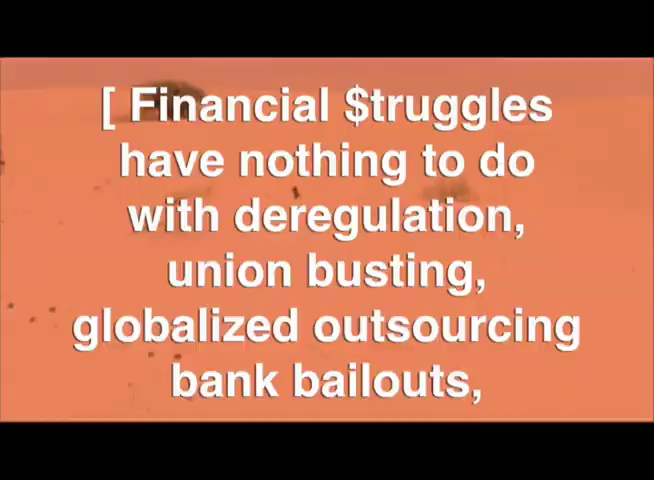 [ Financial $truggles
have nothing to do
with deregulation,
union busting,
globalized outsourcing
bank bailouts,